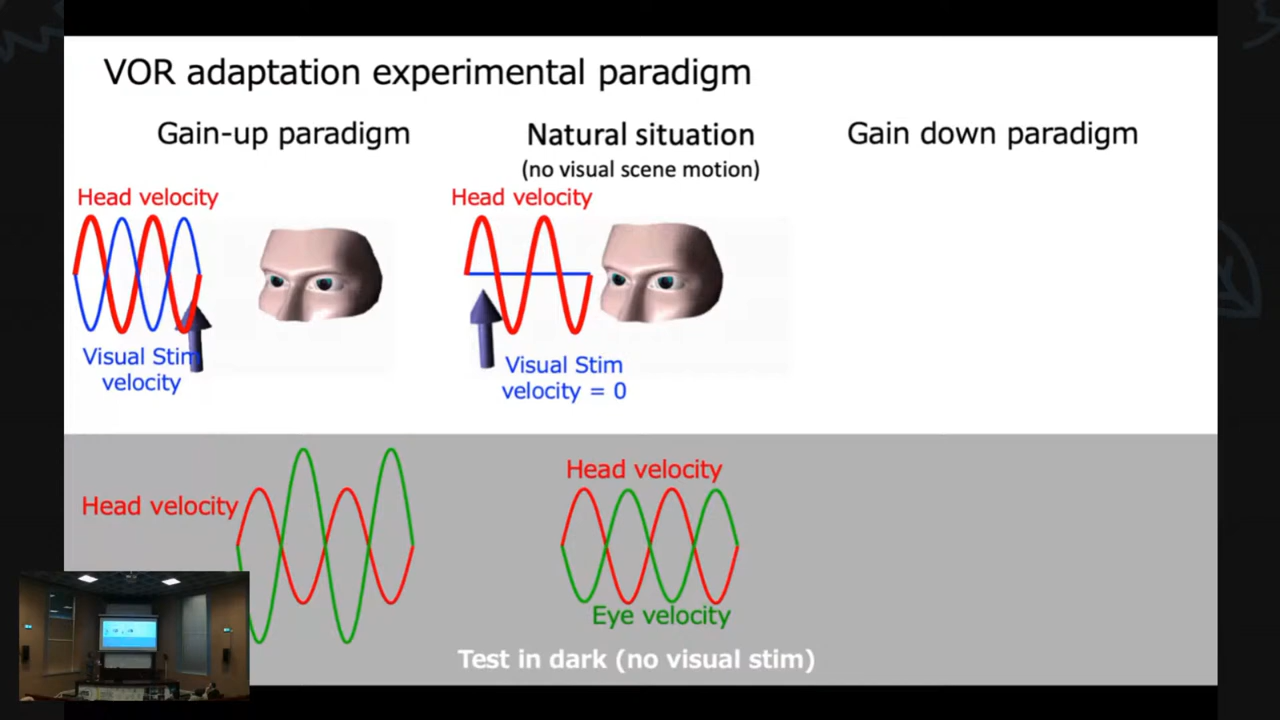 VOR adaptation experimental paradigm
Gain-up paradigm
Natural situation
(no visual scene motion)
Gain down paradigm
Head velocity
Visual Stim
velocity
Head velocity
Visual Stim
velocity = 0
Head velocity
Head velocity
Eye velocity
Test in dark (no visual stim)